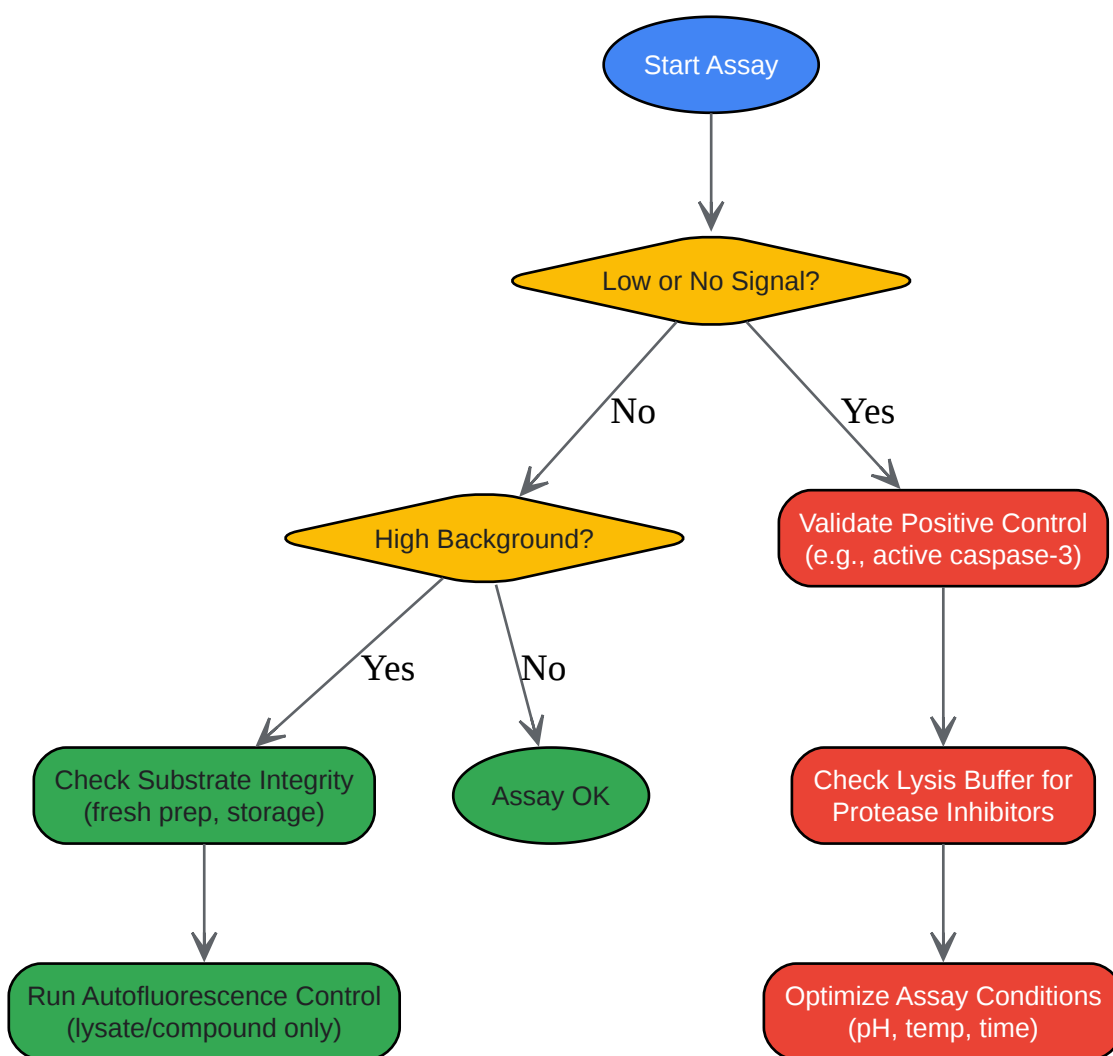 Start Assay
Low or No Signal?
No
Yes
High Background?
Validate Positive Control
(e.g., active caspase-3)
Yes
No
Check Substrate Integrity
(fresh prep, storage)
Assay OK
Check Lysis Buffer for
Protease Inhibitors
Run Autofluorescence Control
(lysate/compound only)
Optimize Assay Conditions
(pH, temp, time)